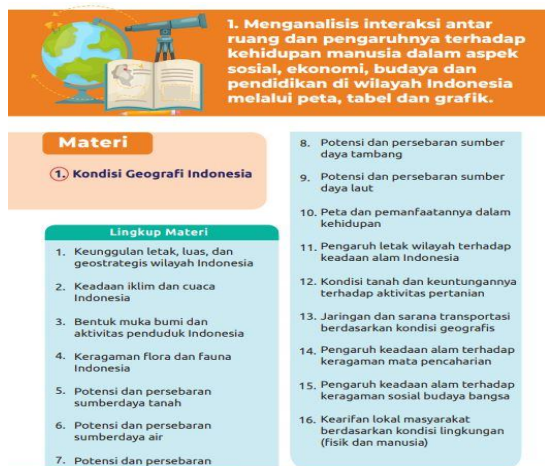 1. Menganalisis interaksi antar
ruang dan pengaruhnya terhadap
kehidupan manusia dalam aspek
sosial, ekonomi, budaya dan
pendidikan di wilayah Indonesia
melalui peta, tabel dan grafik.
Materi
1. Kondisi Geografi Indonesia
Lingkup Materi
1. Keunggulan letak, luas, dan
geostrategis wilayah Indonesia
2. Keadaan iklim dan cuaca
Indonesia
3. Bentuk muka bumi dan
aktivitas penduduk Indonesia
4. Keragaman flora dan fauna
Indonesia
5. Potensi dan persebaran
sumberdaya tanah
6. Potensi dan persebaran
sumberdaya air
7. Potensi dan persebaran
8. Potensi dan persebaran sumber
daya tambang
9. Potensi dan persebaran sumber
daya laut
10. Peta dan pemanfaatannya dalam
kehidupan
11. Pengaruh letak wilayah terhadap
keadaan alam Indonesia
12. Kondisi tanah dan keuntungannya
terhadap aktivitas pertanian
13. Jaringan dan sarana transportasi
berdasarkan kondisi geografis
14. Pengaruh keadaan alam terhadap
keragaman mata pencaharian
15. Pengaruh keadaan alam terhadap
keragaman sosial budaya bangsa
16. Kearifan lokal masyarakat
berdasarkan kondisi lingkungan
(fisik dan manusia)